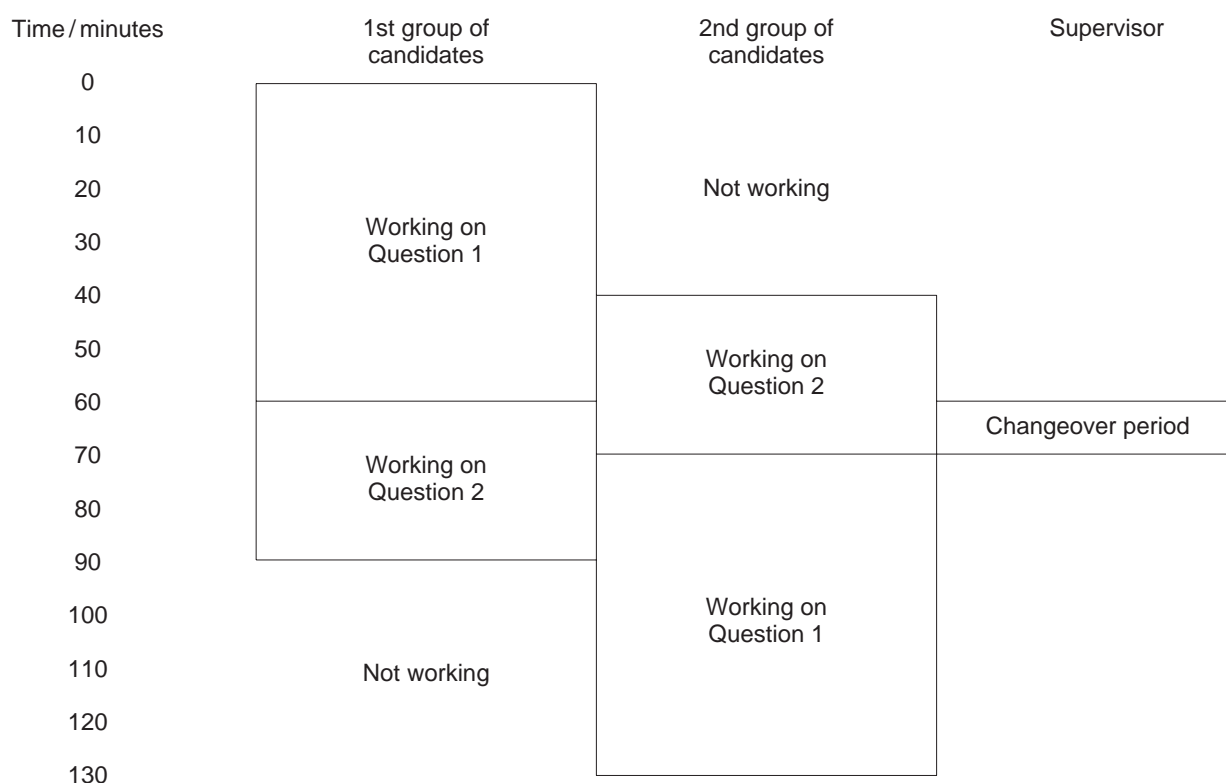 Time / minutes
1st group of
candidates
2nd group of
candidates
Supervisor
0
10
20
Not working
30
Working on
Question 1
40
50
Working on
Question 2
60
Changeover period
70
Working on
Question 2
80
90
100
Working on
Question 1
110
Not working
120
130